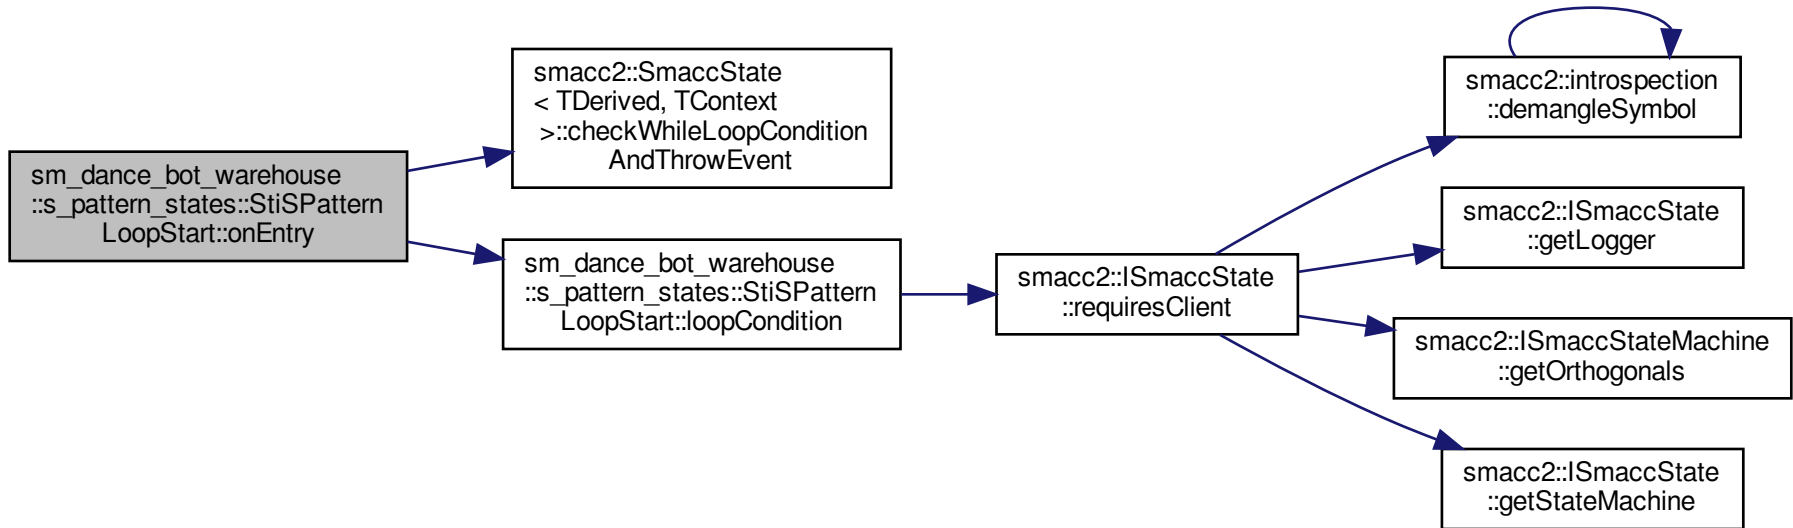 sm_dance_bot_warehouse
::s_pattern_states::StiSPattern
LoopStart::onEntry
smacc2::SmaccState
< TDerived, TContext
>::checkWhileLoopCondition
AndThrowEvent
sm_dance_bot_warehouse
::s_pattern_states::StiSPattern
LoopStart::loopCondition
smacc2::ISmaccState
::requiresClient
smacc2::introspection
::demangleSymbol
smacc2::ISmaccState
::getLogger
smacc2::ISmaccStateMachine
::getOrthogonals
smacc2::ISmaccState
::getStateMachine